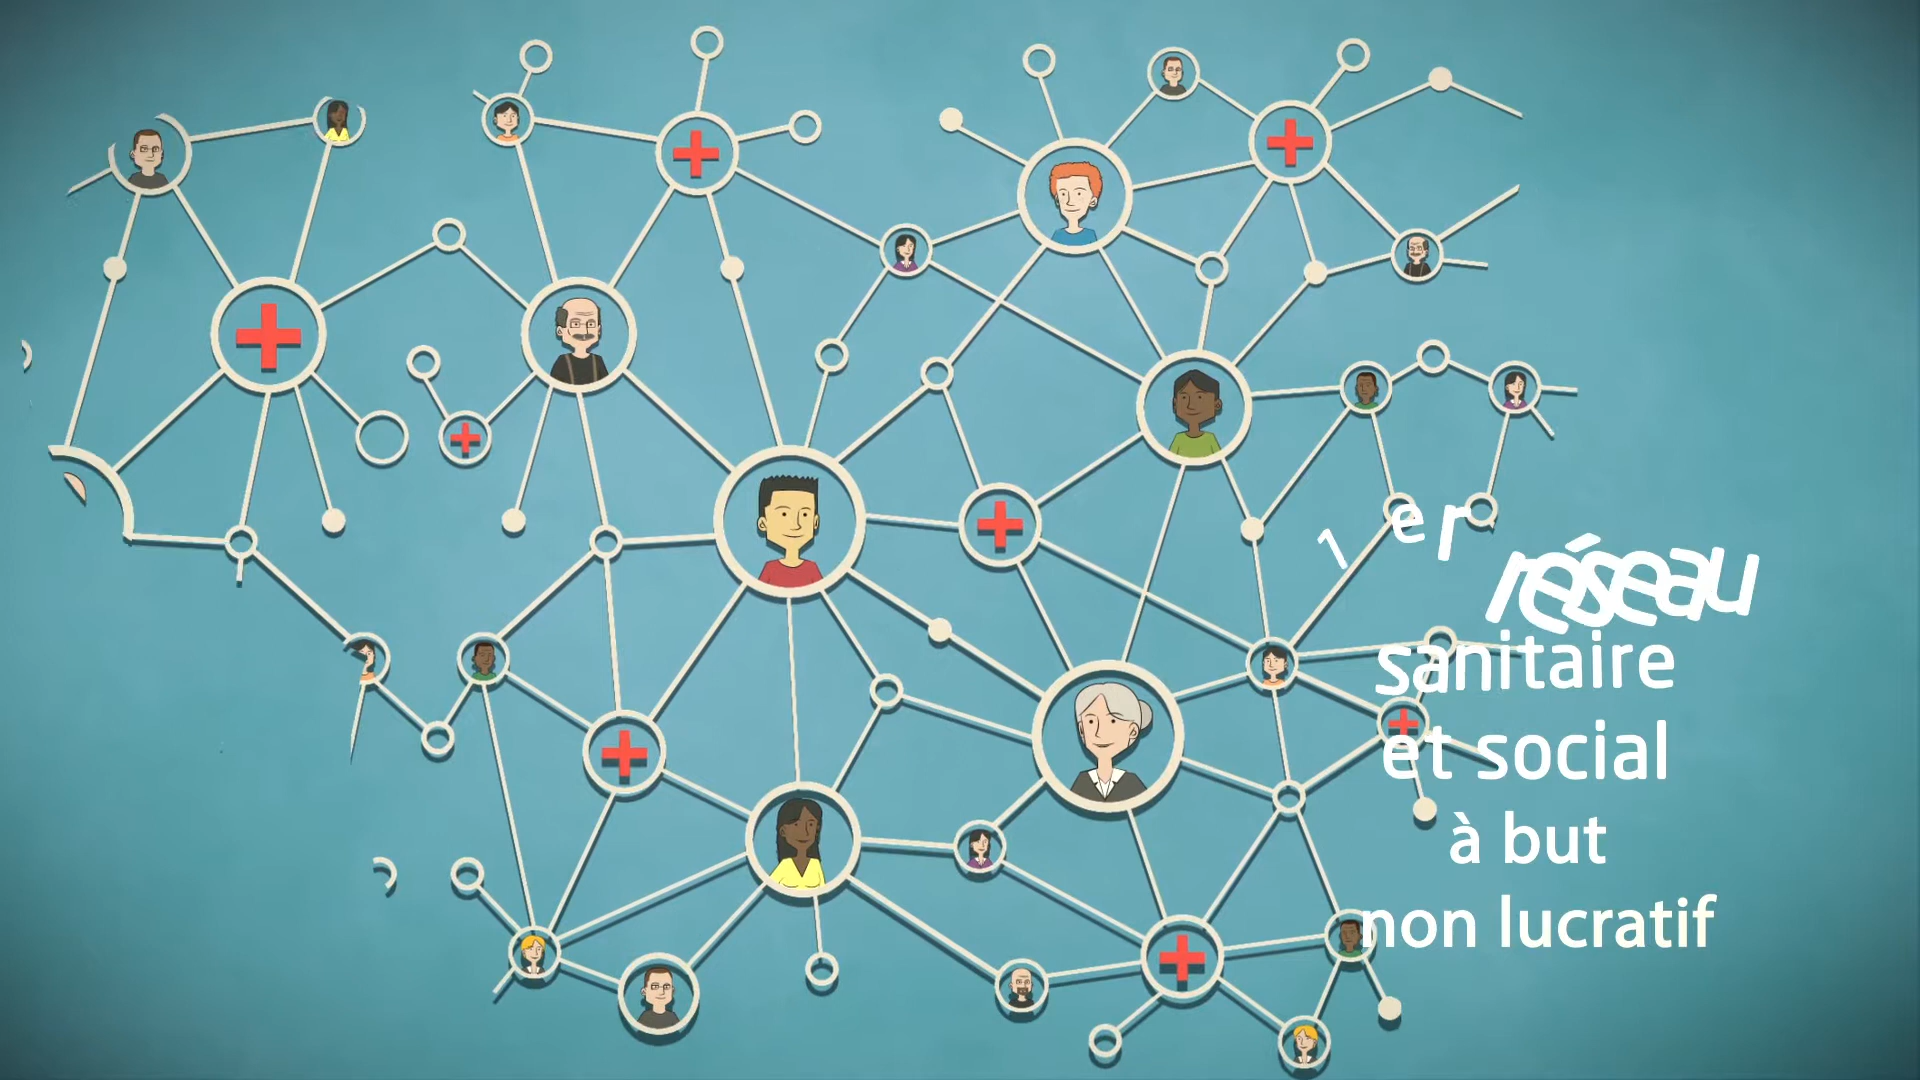 1er
réseau
sanitaire
et social
à but
non lucratif